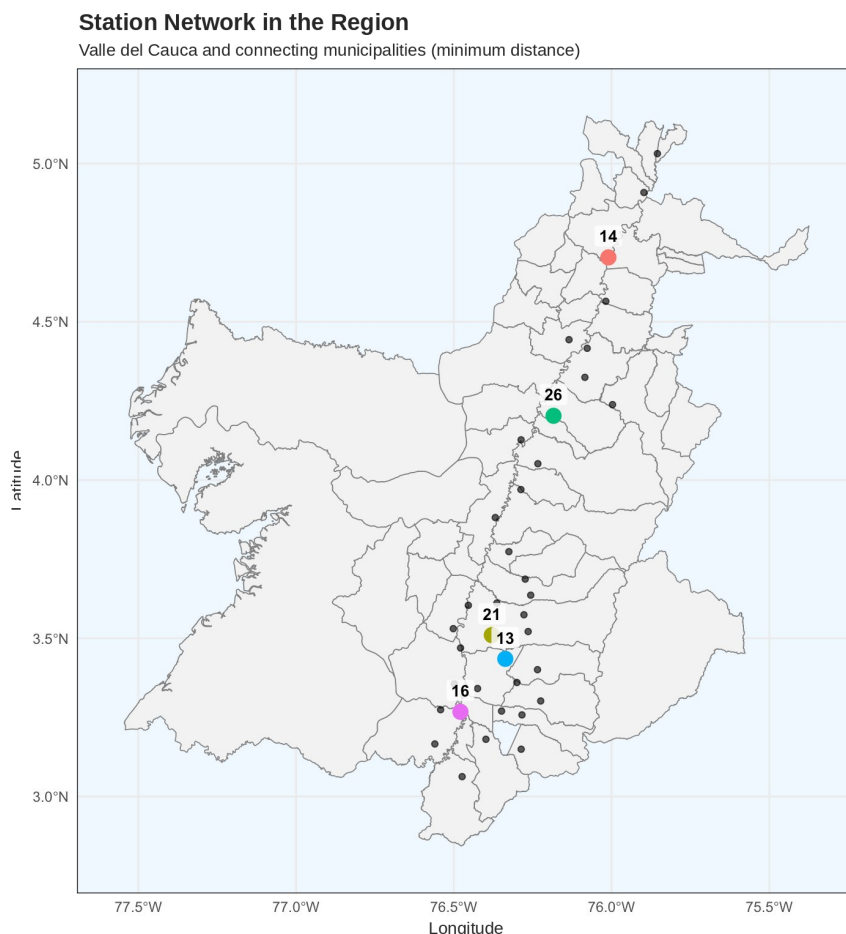 Station Network in the Region
Valle del Cauca and connecting municipalities (minimum distance)
5.0°N
14
4.5°N
26
Latitude
4.0°N
21
3.5°N
13
16
3.0°N
77.5°W 77.0°W 76.5°W 76.0°W 75.5°W
Longitude